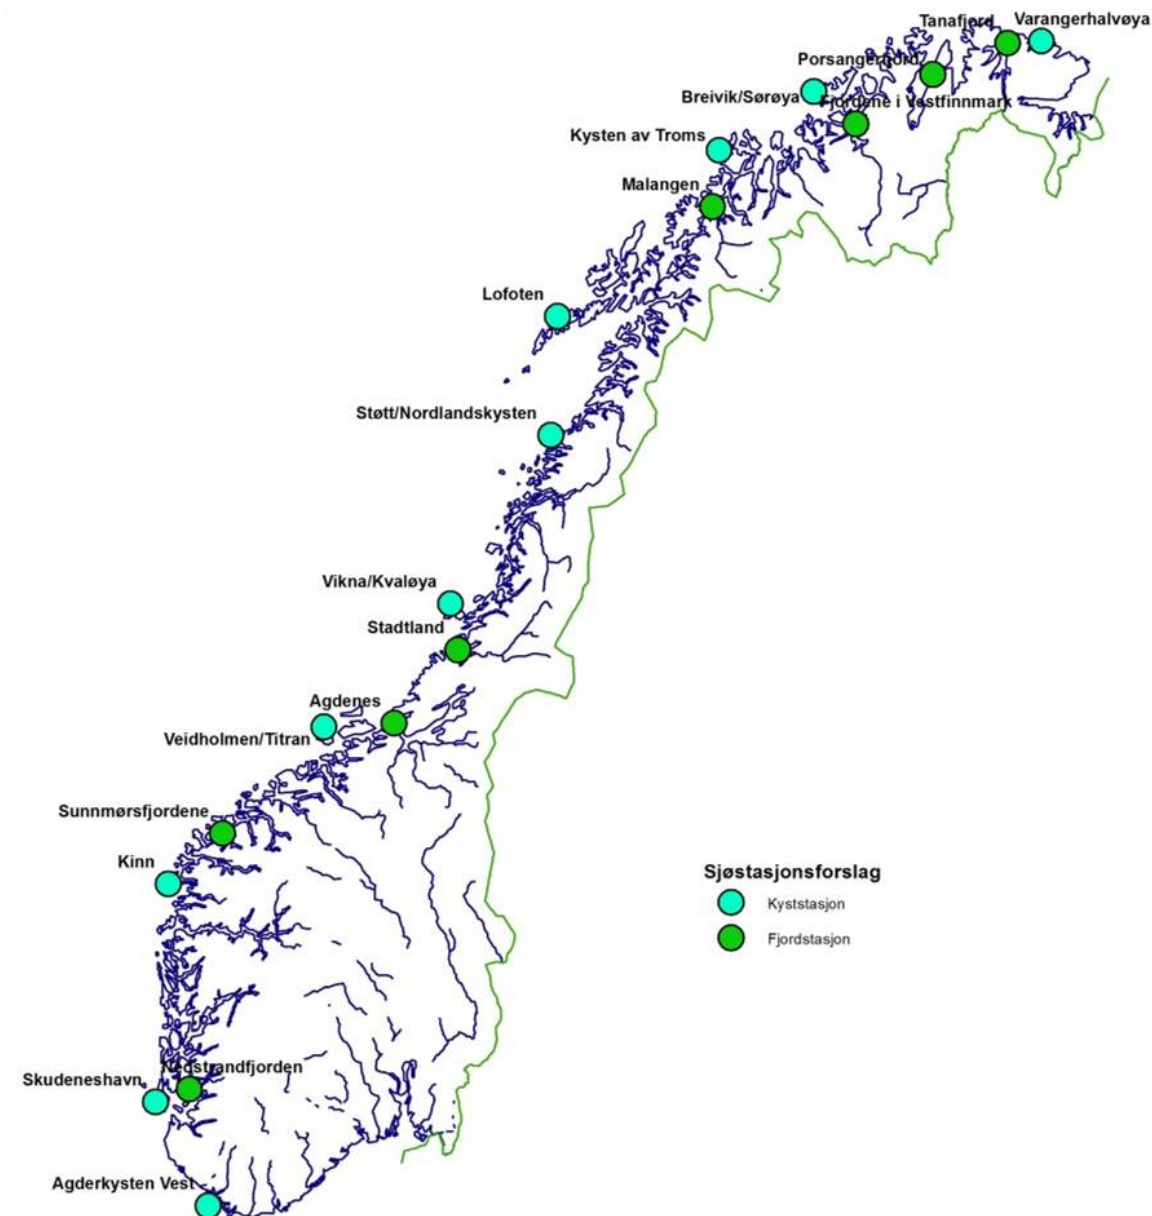 Tanafjord
Varangerhalvøya
Porsangerfjord
Breivik/Sørøya
Fjordene i Vestfinnmark
Kysten av Troms
Malangen
Lofoten
Støtt/Nordlandskysten
Vikna/Kvaløya
Stadtland
Agdenes
Veidholmen/Titran
Sunnmørsfjordene
Kinn
Sjøstasjonsforslag
Kyststasjon
Fjordstasjon
Nedstrandfjorden
Skudeneshavn
Agderkysten Vest